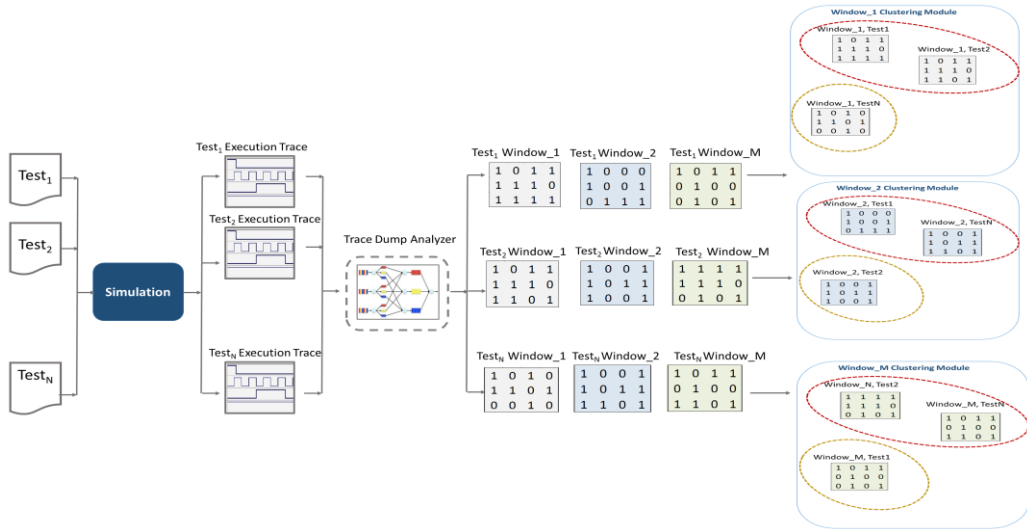 Test1
Test2
TestN
Simulation
Test1 Execution Trace
Test2 Execution Trace
TestN Execution Trace
Trace Dump Analyzer
Test1 Window_1
1 0 1 1
1 1 1 0
1 1 1 1
Test1 Window_2
1 0 0 0
1 0 0 1
0 1 1 1
Test1 Window_M
1 0 1 1
0 1 0 0
0 1 0 1
Test2 Window_1
1 0 1 1
1 1 1 0
1 1 0 1
Test2 Window_2
1 0 0 1
1 0 1 1
1 0 0 1
Test2 Window_M
1 1 1 1
1 1 1 0
0 1 0 1
TestN Window_1
1 0 1 0
1 1 0 1
0 0 1 0
TestN Window_2
1 0 0 1
1 0 1 1
1 1 0 1
TestN Window_M
1 0 1 1
0 1 0 0
1 1 0 1
Window_1 Clustering Module
Window_1, Test1
1 0 1 1
1 1 1 0
1 1 1 1
Window_1, Test2
1 0 1 1
1 1 1 0
1 1 0 1
Window_1, TestN
1 0 1 0
1 1 0 1
0 0 1 0
Window_2 Clustering Module
Window_2, Test1
1 0 0 0
1 0 0 1
0 1 1 1
Window_2, TestN
1 0 0 1
1 0 1 1
1 1 0 1
Window_2, Test2
1 0 0 1
1 0 1 1
1 0 0 1
Window_M Clustering Module
Window_N, Test2
1 1 1 1
1 1 1 0
0 1 0 1
Window_M, TestN
1 0 1 1
0 1 0 0
1 1 0 1
Window_M, Test1
1 0 1 1
0 1 0 0
0 1 0 1